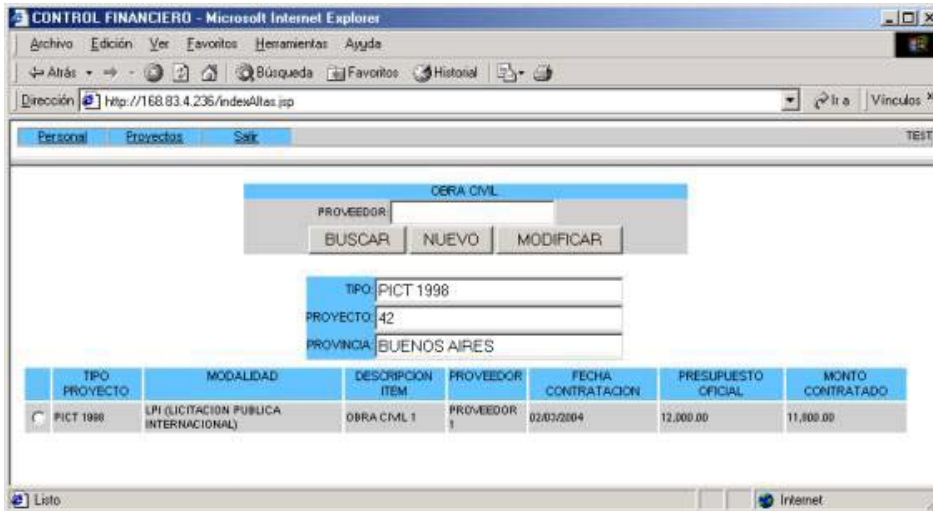 CONTROL FINANCIERO - Microsoft Internet Explorer
Archivo Edición Ver Favoritos Herramientas Ayuda
Atrás Búsqueda Favoritos Historial
Dirección http://168.83.4.236/indexAltas.jsp Ir a Vínculos »
Personal Proyectos Salir TEST
OBRA CIVIL
PROVEEDOR:
BUSCAR NUEVO MODIFICAR
TIPO: PICT 1998
PROYECTO: 42
PROVINCIA: BUENOS AIRES
TIPO PROYECTO MODALIDAD DESCRIPCION ITEM PROVEEDOR FECHA CONTRATACION PRESUPUESTO OFICIAL MONTO CONTRATADO
PICT 1998 LPI (LICITACION PUBLICA INTERNACIONAL) OBRA CIVIL 1 PROVEEDOR 1 02/03/2004 12,000.00 11,800.00
Listo Internet